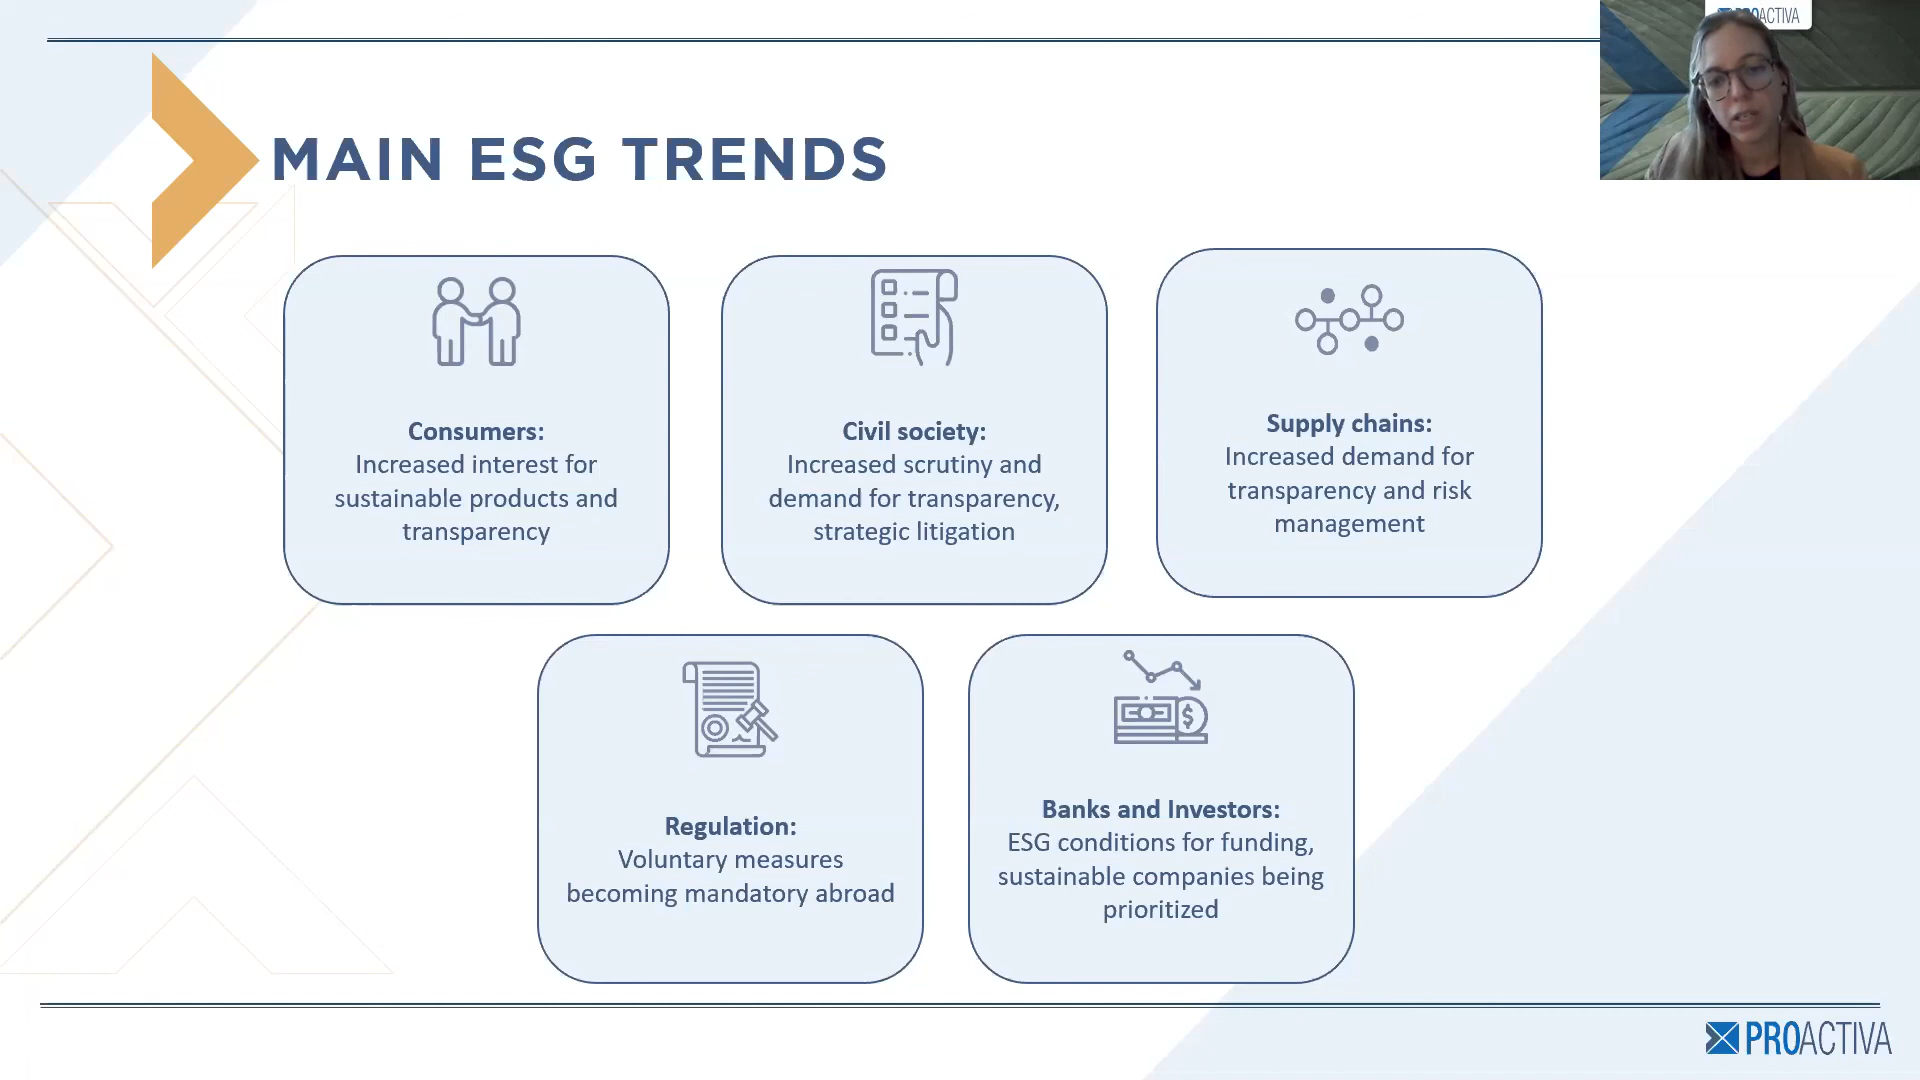 PROACTIVA
MAIN ESG TRENDS
Consumers:
Increased interest for
sustainable products and
transparency
Civil society:
Increased scrutiny and
demand for transparency,
strategic litigation
Supply chains:
Increased demand for
transparency and risk
management
$
Regulation:
Voluntary measures
becoming mandatory abroad
Banks and Investors:
ESG conditions for funding,
sustainable companies being
prioritized
PROACTIVA